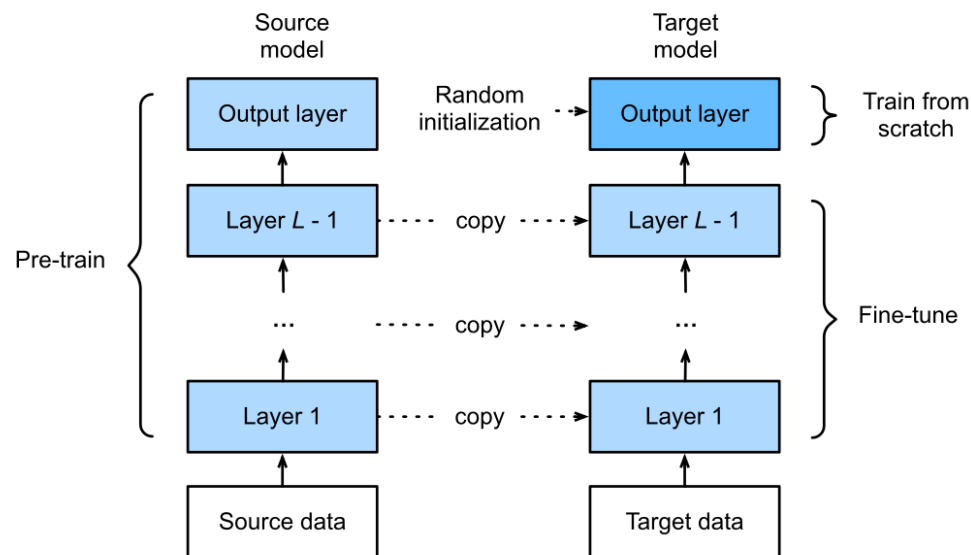 Source
model
Target
model
Output layer
Random
initialization
Output layer
Train from
scratch
Layer L - 1
copy
Layer L - 1
Pre-train
...
copy
...
Fine-tune
Layer 1
copy
Layer 1
Source data
Target data